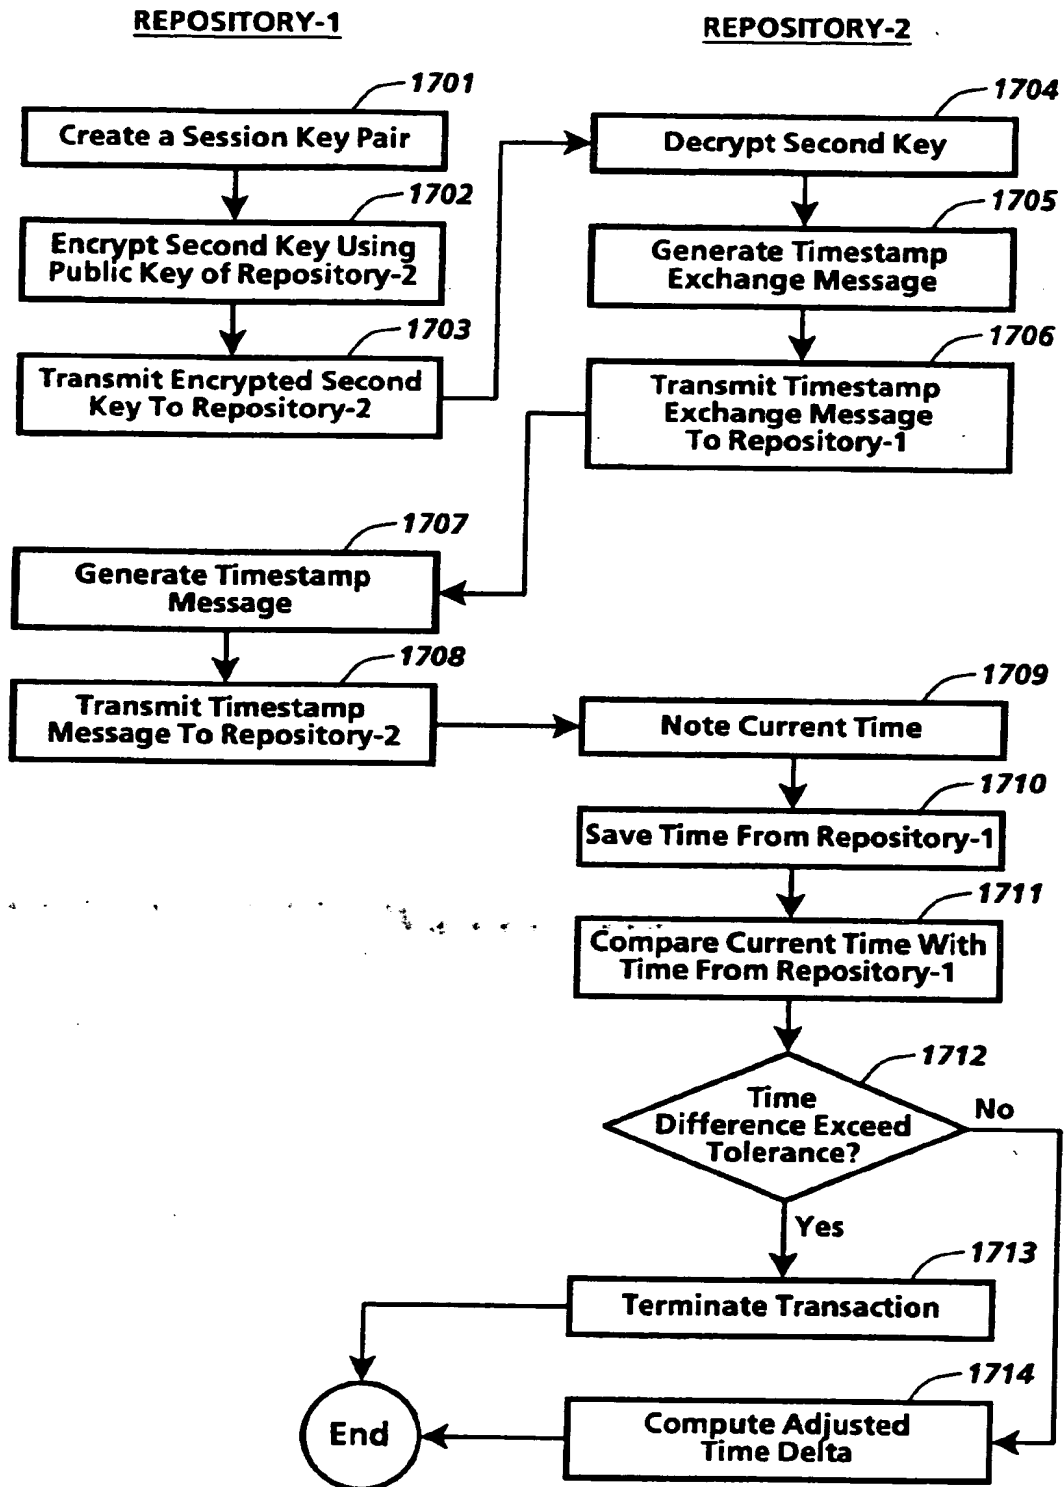 REPOSITORY-1
REPOSITORY-2
1701
Create a Session Key Pair
1702
Encrypt Second Key Using
Public Key of Repository-2
1703
Transmit Encrypted Second
Key To Repository-2
1704
Decrypt Second Key
1705
Generate Timestamp
Exchange Message
1706
Transmit Timestamp
Exchange Message
To Repository-1
1707
Generate Timestamp
Message
1708
Transmit Timestamp
Message To Repository-2
1709
Note Current Time
1710
Save Time From Repository-1
1711
Compare Current Time With
Time From Repository-1
1712
Time
Difference Exceed
Tolerance?
No
Yes
1713
Terminate Transaction
1714
Compute Adjusted
Time Delta
End